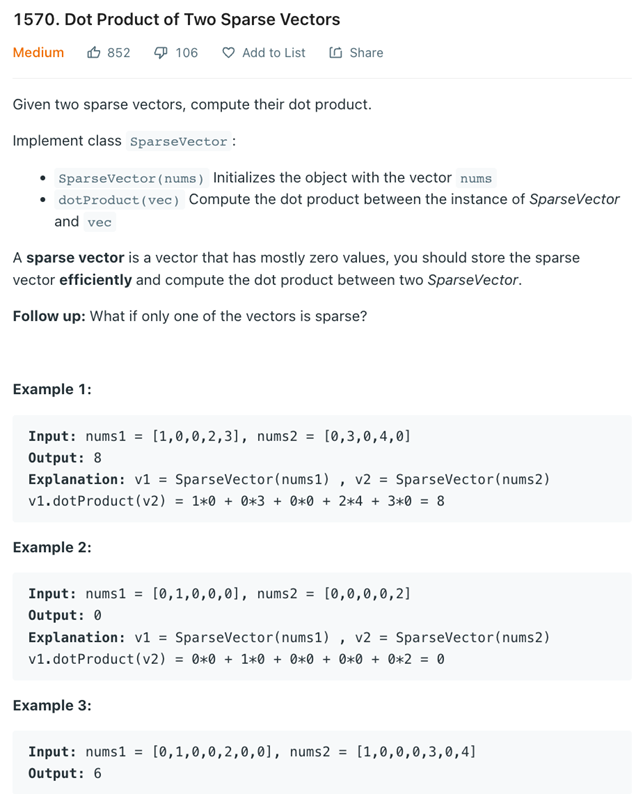 1570. Dot Product of Two Sparse Vectors
Medium 852 106 Add to List Share
Given two sparse vectors, compute their dot product.
Implement class SparseVector :
• SparseVector(nums) Initializes the object with the vector nums
• dotProduct(vec) Compute the dot product between the instance of SparseVector
and vec
A sparse vector is a vector that has mostly zero values, you should store the sparse
vector efficiently and compute the dot product between two SparseVector.
Follow up: What if only one of the vectors is sparse?
Example 1:
Input: nums1 = [1,0,0,2,3], nums2 = [0,3,0,4,0]
Output: 8
Explanation: v1 = SparseVector(nums1) , v2 = SparseVector(nums2)
v1.dotProduct(v2) = 1*0 + 0*3 + 0*0 + 2*4 + 3*0 = 8
Example 2:
Input: nums1 = [0,1,0,0,0], nums2 = [0,0,0,0,2]
Output: 0
Explanation: v1 = SparseVector(nums1) , v2 = SparseVector(nums2)
v1.dotProduct(v2) = 0*0 + 1*0 + 0*0 + 0*0 + 0*2 = 0
Example 3:
Input: nums1 = [0,1,0,0,2,0,0], nums2 = [1,0,0,0,3,0,4]
Output: 6